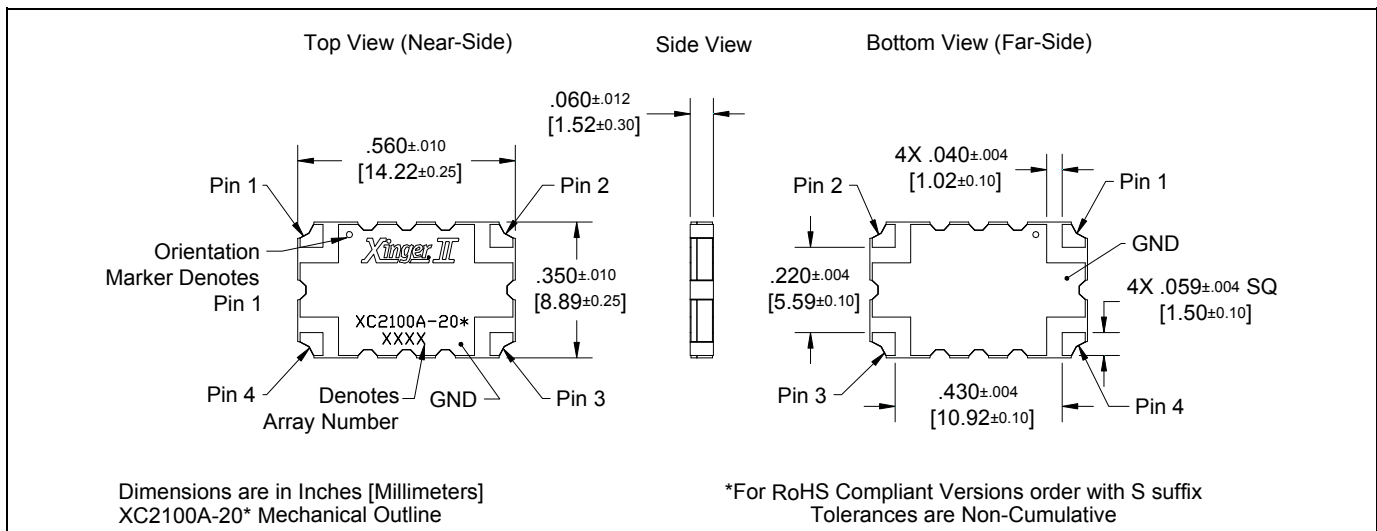 Top View (Near-Side)
Side View
Bottom View (Far-Side)
.560±.010
[14.22±0.25]
.060±.012
[1.52±0.30]
4X .040±.004
[1.02±0.10]
Pin 1
Pin 2
Pin 2
Pin 1
Orientation
Marker Denotes
Pin 1
Xinger II
.350±.010
[8.89±0.25]
.220±.004
[5.59±0.10]
GND
4X .059±.004 SQ
[1.50±0.10]
XC2100A-20*
XXXX
Pin 4
Denotes
Array Number
GND
Pin 3
Pin 3
.430±.004
[10.92±0.10]
Pin 4
Dimensions are in Inches [Millimeters]
XC2100A-20* Mechanical Outline
*For RoHS Compliant Versions order with S suffix
Tolerances are Non-Cumulative